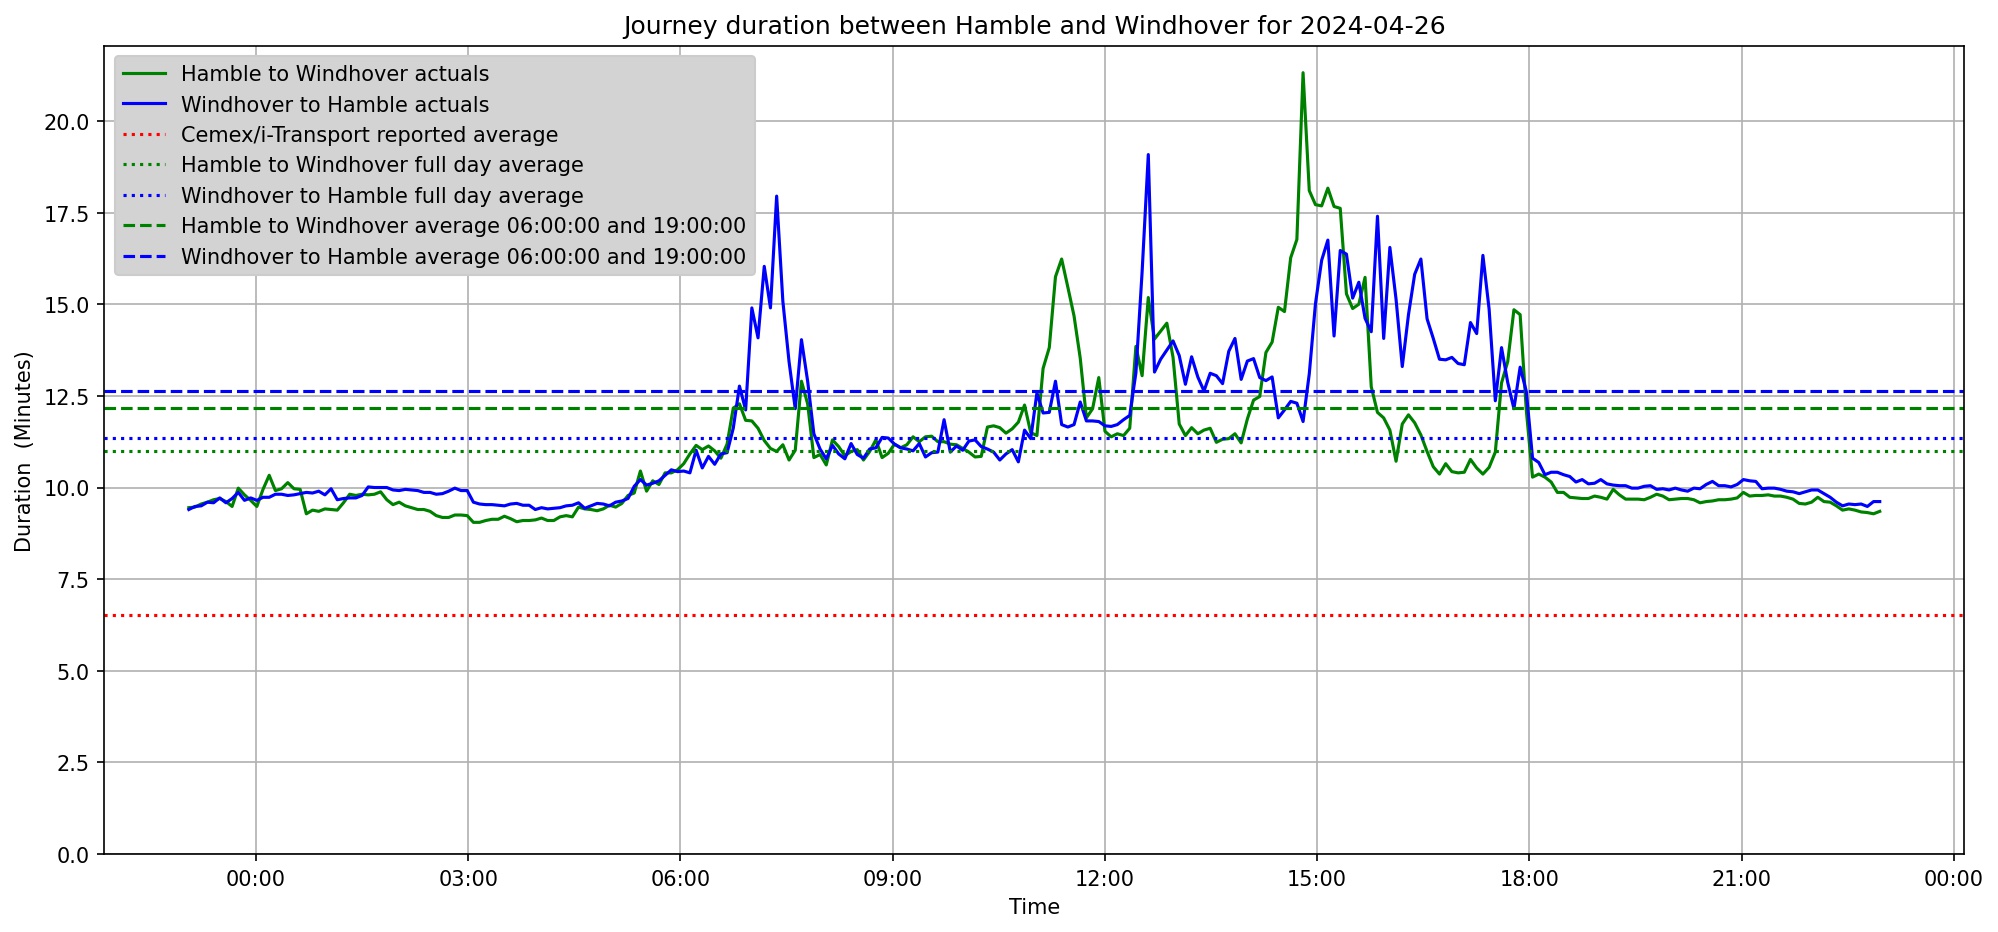 Journey duration between Hamble and Windhover for 2024-04-26
Hamble to Windhover actuals
Windhover to Hamble actuals
Cemex/i-Transport reported average
Hamble to Windhover full day average
Windhover to Hamble full day average
Hamble to Windhover average 06:00:00 and 19:00:00
Windhover to Hamble average 06:00:00 and 19:00:00
20.0
17.5
15.0
12.5
10.0
7.5
5.0
2.5
0.0
Duration (Minutes)
00:00 03:00 06:00 09:00 12:00 15:00 18:00 21:00 00:00
Time